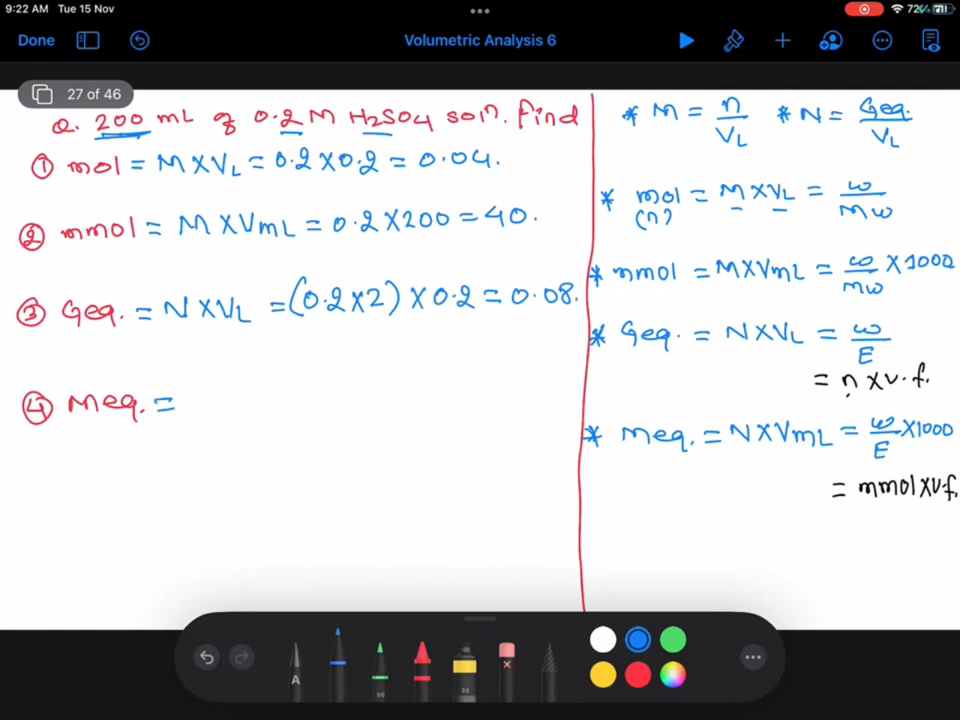 9:22 AM Tue 15 Nov
72%
Done
Volumetric Analysis 6
27 of 46
Q. 200 mL of 0.2 M H2SO4 soln. find
① mol = M×VL = 0.2×0.2 = 0.04.
② mmol = M×VmL = 0.2×200 = 40.
③ Geq. = N×VL = (0.2×2)×0.2 = 0.08.
④ Meq. =
* M = n/VL * N = Geq./VL
* mol = M×VL = w/Mw
(n)
* mmol = M×VmL = w/Mw ×1000
* Geq. = N×VL = w/E
= n×v.f.
* Meq. = N×VmL = w/E ×1000
= mmol×v.f.
A
50
33